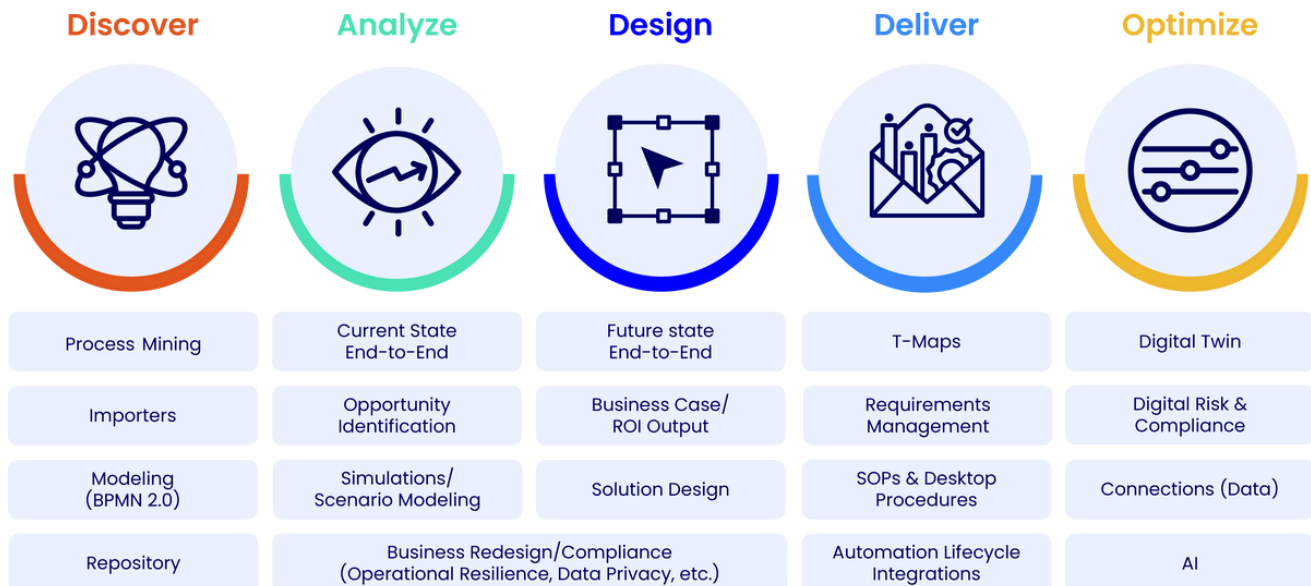 Discover
Analyze
Design
Deliver
Optimize
Process Mining
Current State
End-to-End
Future state
End-to-End
T-Maps
Digital Twin
Importers
Opportunity
Identification
Business Case/
ROI Output
Requirements
Management
Digital Risk &
Compliance
Modeling
(BPMN 2.0)
Simulations/
Scenario Modeling
Solution Design
SOPs & Desktop
Procedures
Connections (Data)
Repository
Business Redesign/Compliance
(Operational Resilience, Data Privacy, etc.)
Automation Lifecycle
Integrations
AI